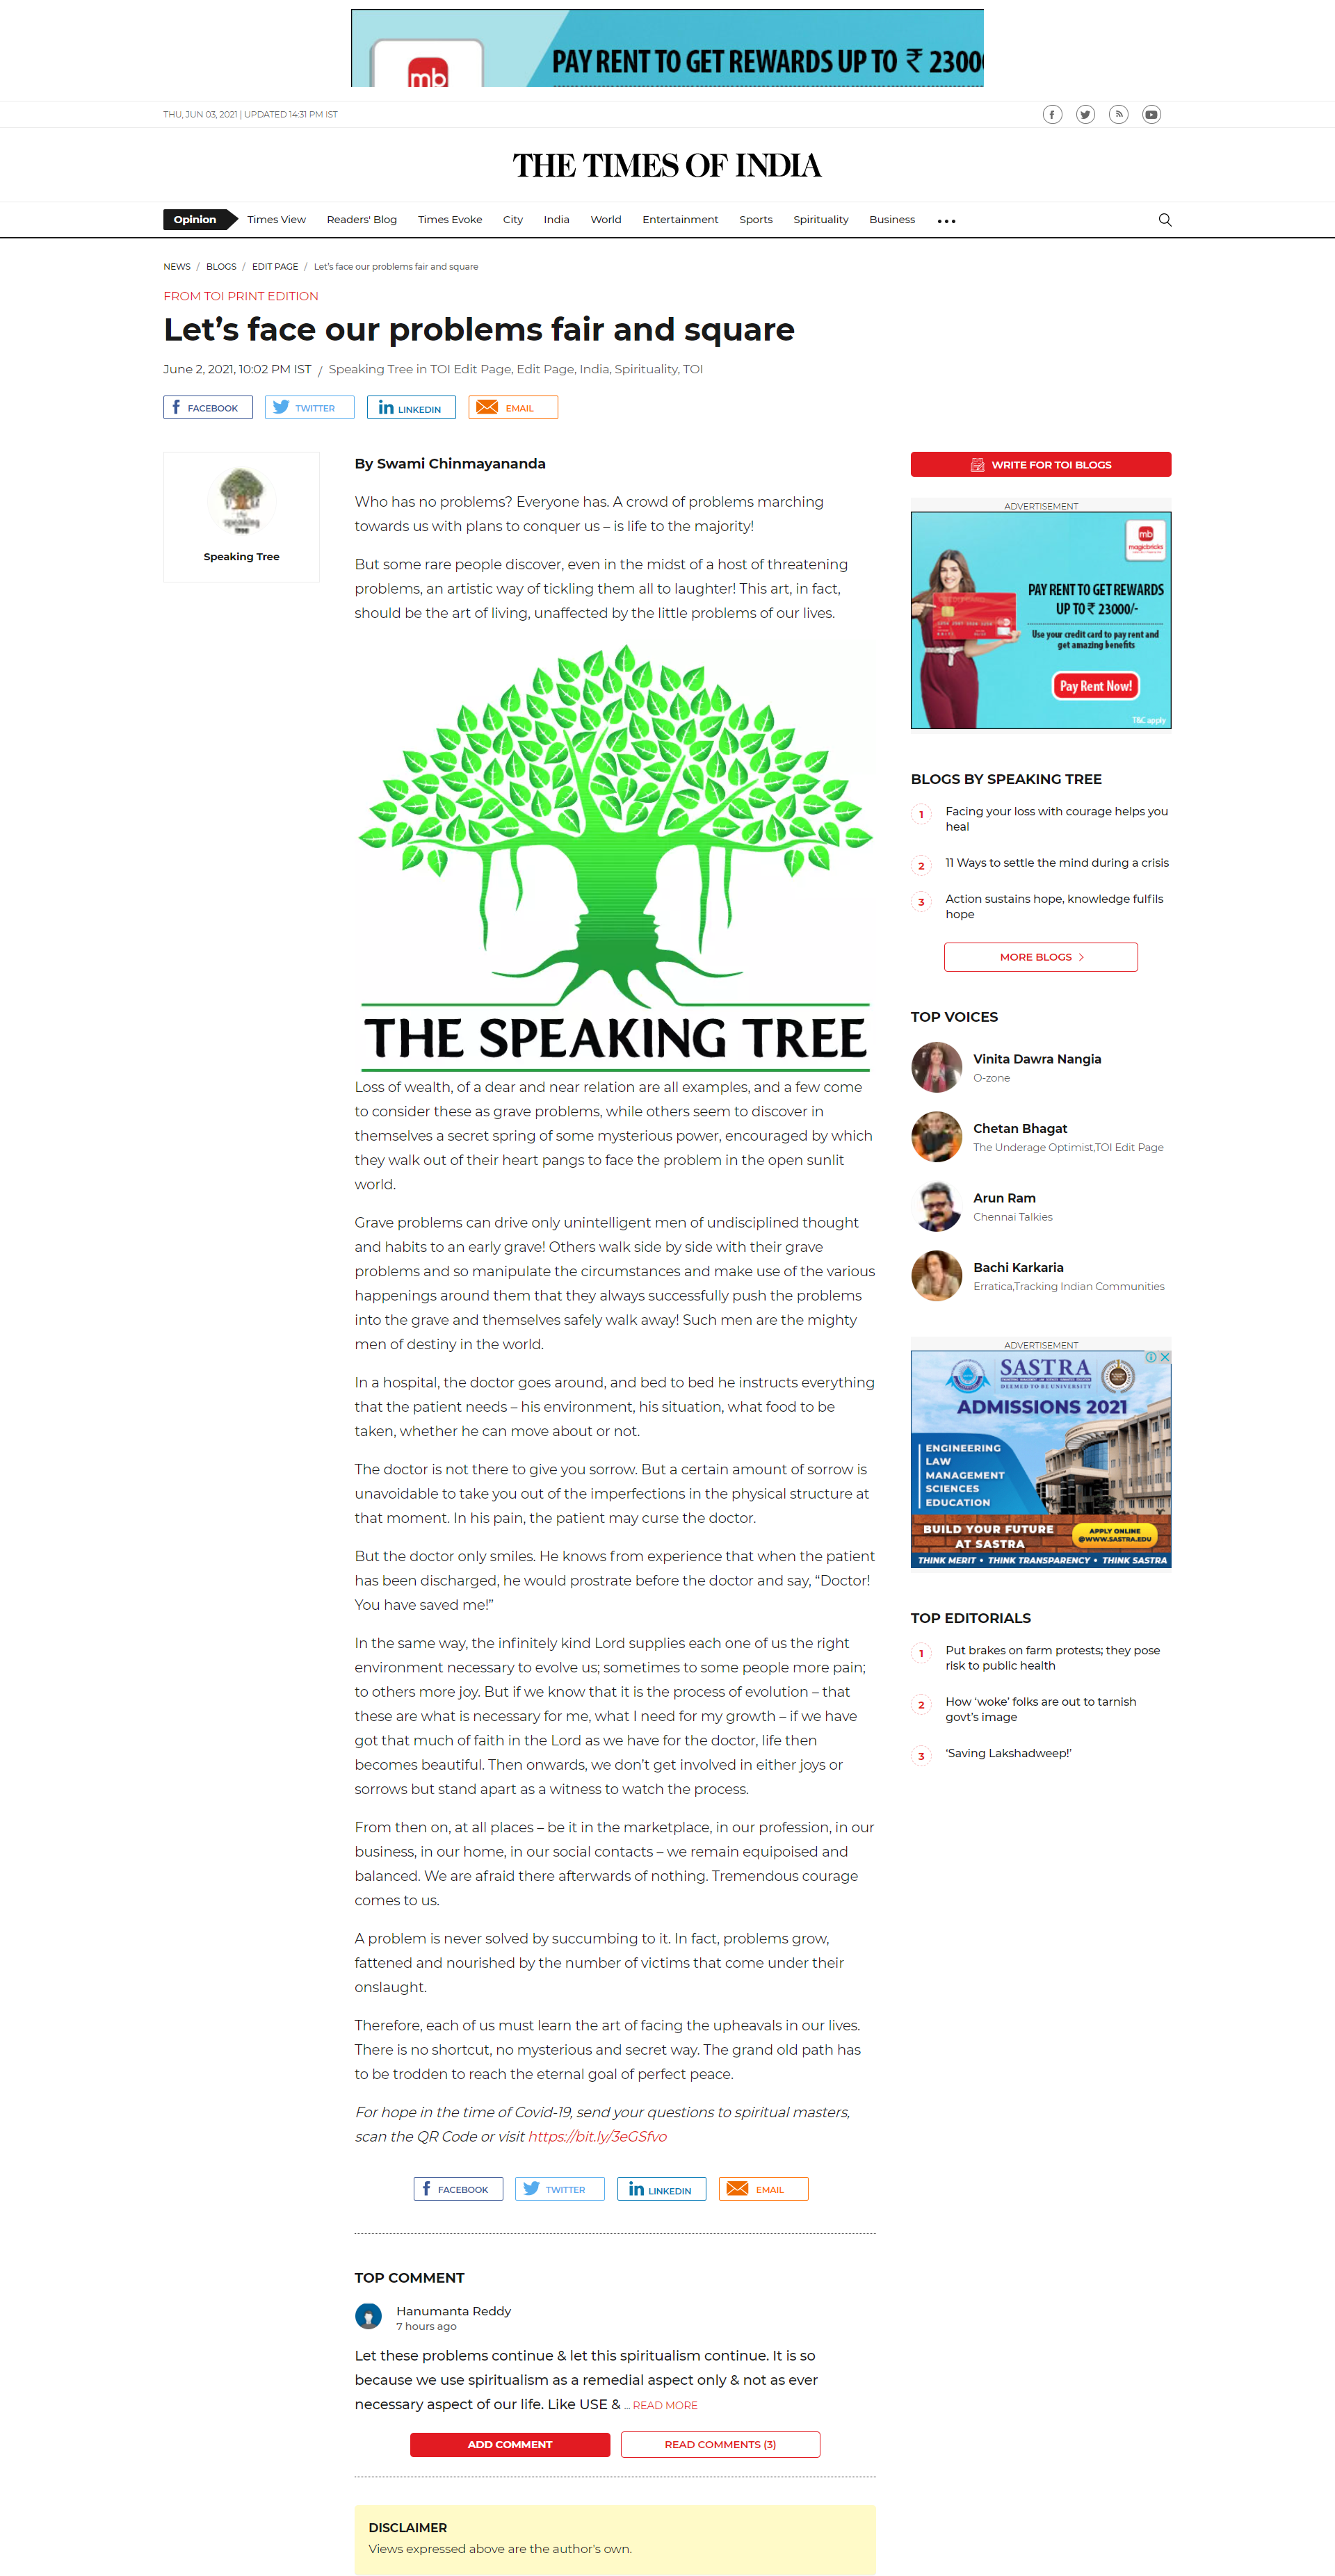 mb
PAY RENT TO GET REWARDS UP TO ₹ 2300
THU, JUN 03, 2021 | UPDATED 14:31 PM IST
THE TIMES OF INDIA
Opinion
Times View
Readers' Blog
Times Evoke
City
India
World
Entertainment
Sports
Spirituality
Business
NEWS / BLOGS / EDIT PAGE / Let's face our problems fair and square
FROM TOI PRINT EDITION
Let's face our problems fair and square
June 2, 2021, 10:02 PM IST / Speaking Tree in TOI Edit Page, Edit Page, India, Spirituality, TOI
FACEBOOK
TWITTER
LINKEDIN
EMAIL
the
speaking
tree
Speaking Tree
By Swami Chinmayananda
Who has no problems? Everyone has. A crowd of problems marching
towards us with plans to conquer us – is life to the majority!
But some rare people discover, even in the midst of a host of threatening
problems, an artistic way of tickling them all to laughter! This art, in fact,
should be the art of living, unaffected by the little problems of our lives.
THE SPEAKING TREE
Loss of wealth, of a dear and near relation are all examples, and a few come
to consider these as grave problems, while others seem to discover in
themselves a secret spring of some mysterious power, encouraged by which
they walk out of their heart pangs to face the problem in the open sunlit
world.
Grave problems can drive only unintelligent men of undisciplined thought
and habits to an early grave! Others walk side by side with their grave
problems and so manipulate the circumstances and make use of the various
happenings around them that they always successfully push the problems
into the grave and themselves safely walk away! Such men are the mighty
men of destiny in the world.
In a hospital, the doctor goes around, and bed to bed he instructs everything
that the patient needs – his environment, his situation, what food to be
taken, whether he can move about or not.
The doctor is not there to give you sorrow. But a certain amount of sorrow is
unavoidable to take you out of the imperfections in the physical structure at
that moment. In his pain, the patient may curse the doctor.
But the doctor only smiles. He knows from experience that when the patient
has been discharged, he would prostrate before the doctor and say, "Doctor!
You have saved me!"
In the same way, the infinitely kind Lord supplies each one of us the right
environment necessary to evolve us; sometimes to some people more pain;
to others more joy. But if we know that it is the process of evolution – that
these are what is necessary for me, what I need for my growth – if we have
got that much of faith in the Lord as we have for the doctor, life then
becomes beautiful. Then onwards, we don't get involved in either joys or
sorrows but stand apart as a witness to watch the process.
From then on, at all places – be it in the marketplace, in our profession, in our
business, in our home, in our social contacts – we remain equipoised and
balanced. We are afraid there afterwards of nothing. Tremendous courage
comes to us.
A problem is never solved by succumbing to it. In fact, problems grow,
fattened and nourished by the number of victims that come under their
onslaught.
Therefore, each of us must learn the art of facing the upheavals in our lives.
There is no shortcut, no mysterious and secret way. The grand old path has
to be trodden to reach the eternal goal of perfect peace.
For hope in the time of Covid-19, send your questions to spiritual masters,
scan the QR Code or visit https://bit.ly/3eGSfvo
FACEBOOK
TWITTER
LINKEDIN
EMAIL
TOP COMMENT
Hanumanta Reddy
7 hours ago
Let these problems continue & let this spiritualism continue. It is so
because we use spiritualism as a remedial aspect only & not as ever
necessary aspect of our life. Like USE & ... READ MORE
ADD COMMENT
READ COMMENTS (3)
DISCLAIMER
Views expressed above are the author's own.
WRITE FOR TOI BLOGS
ADVERTISEMENT
mb
magicbricks
PAY RENT TO GET REWARDS
UP TO ₹ 23000/-
Use your credit card to pay rent and
get amazing benefits
Pay Rent Now!
T&C apply
BLOGS BY SPEAKING TREE
1 Facing your loss with courage helps you
heal
2 11 Ways to settle the mind during a crisis
3 Action sustains hope, knowledge fulfils
hope
MORE BLOGS
TOP VOICES
Vinita Dawra Nangia
O-zone
Chetan Bhagat
The Underage Optimist,TOI Edit Page
Arun Ram
Chennai Talkies
Bachi Karkaria
Erratica,Tracking Indian Communities
ADVERTISEMENT
SASTRA
DEEMED TO BE UNIVERSITY
ADMISSIONS 2021
ENGINEERING
LAW
MANAGEMENT
SCIENCES
EDUCATION
BUILD YOUR FUTURE
AT SASTRA
APPLY ONLINE
@WWW.SASTRA.EDU
THINK MERIT • THINK TRANSPARENCY • THINK SASTRA
TOP EDITORIALS
1 Put brakes on farm protests; they pose
risk to public health
2 How 'woke' folks are out to tarnish
govt's image
3 'Saving Lakshadweep!'